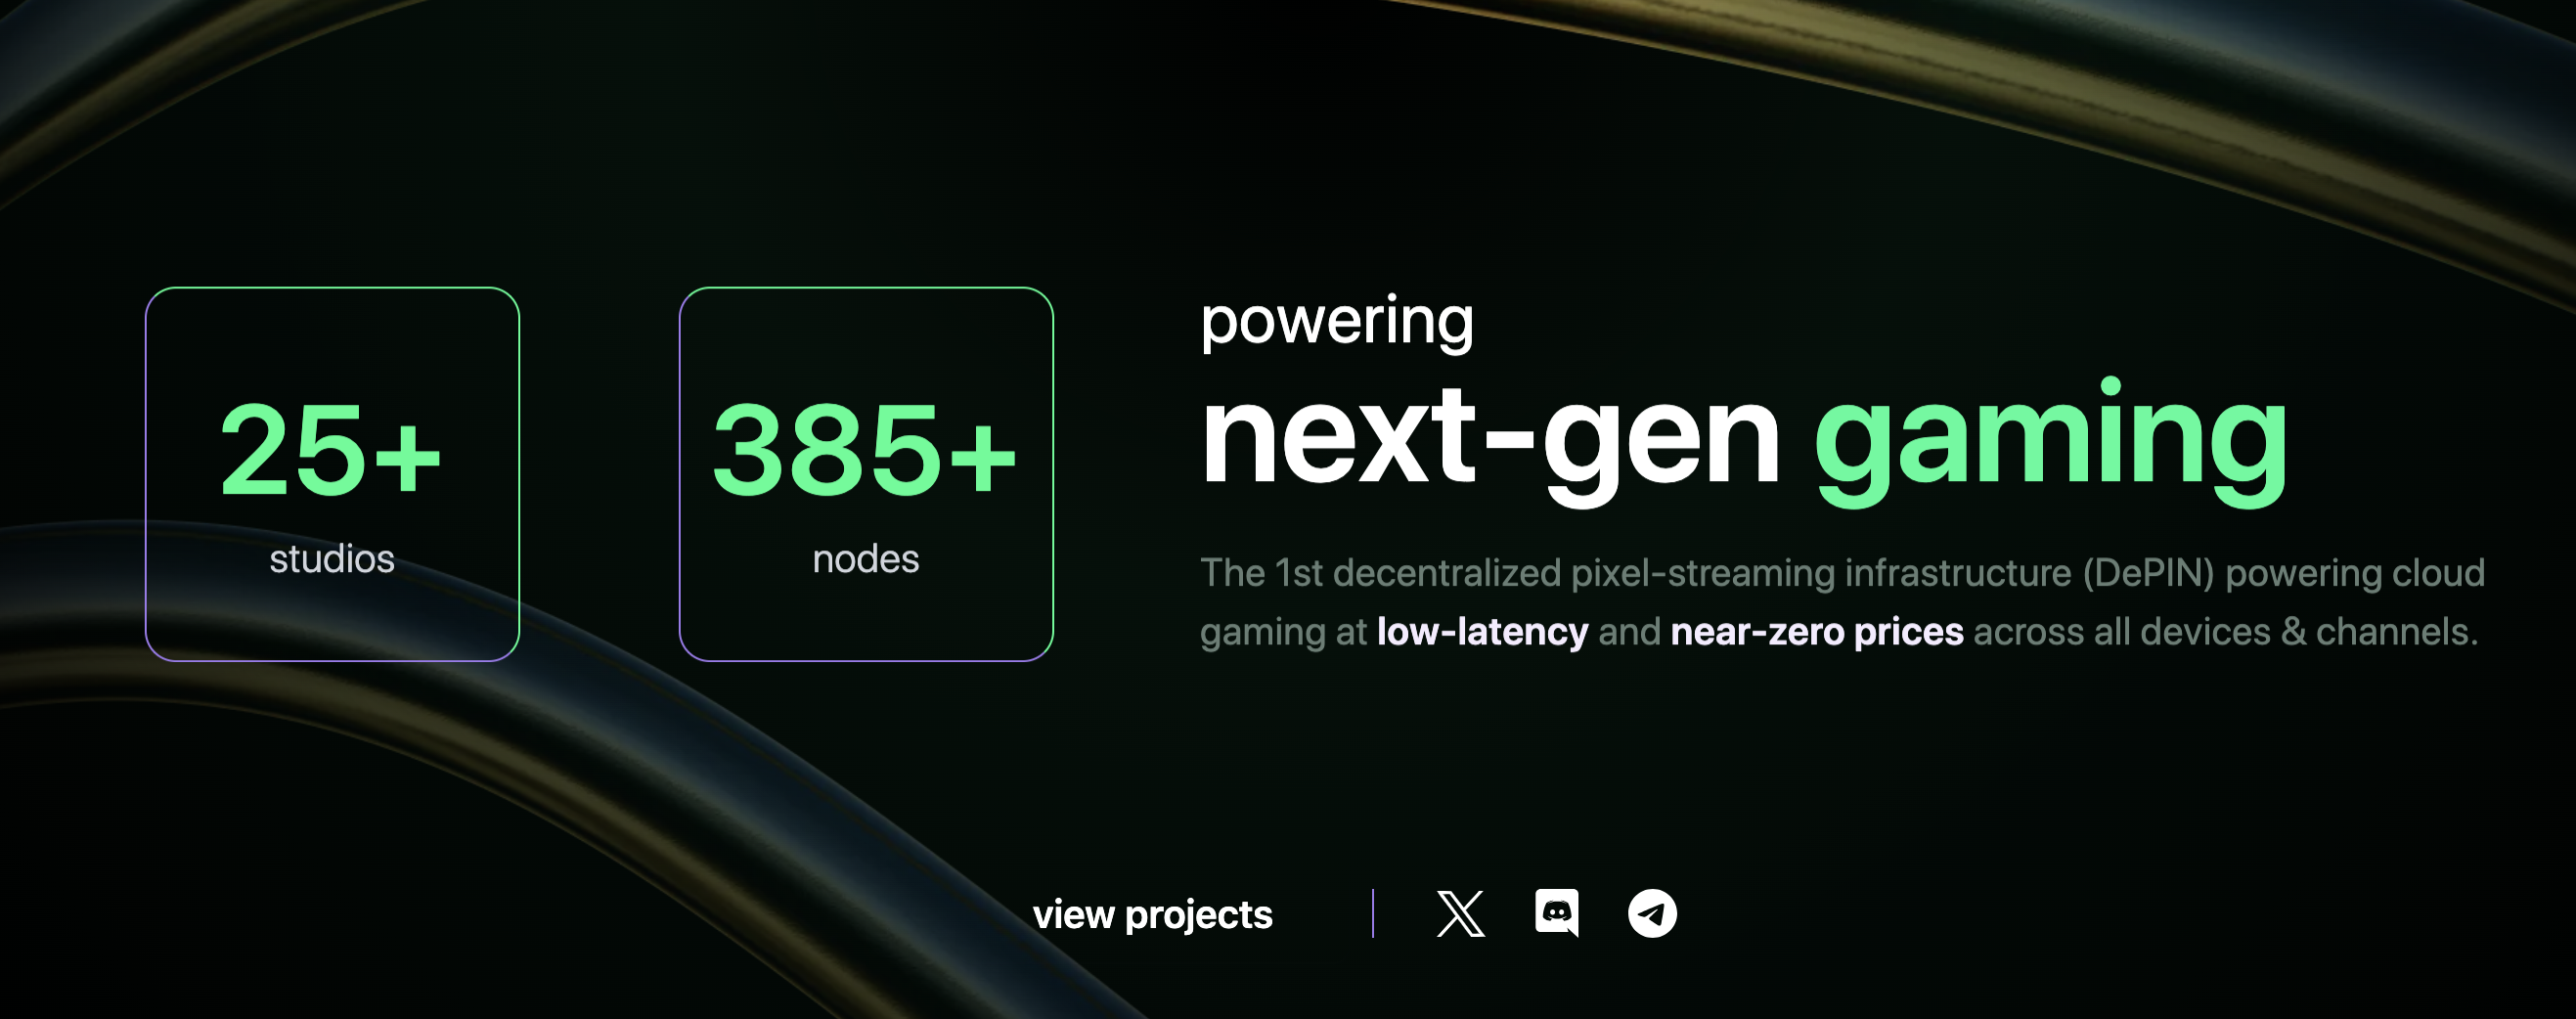 25+
studios
385+
nodes
powering
next-gen gaming
The 1st decentralized pixel-streaming infrastructure (DePIN) powering cloud
gaming at low-latency and near-zero prices across all devices & channels.
view projects